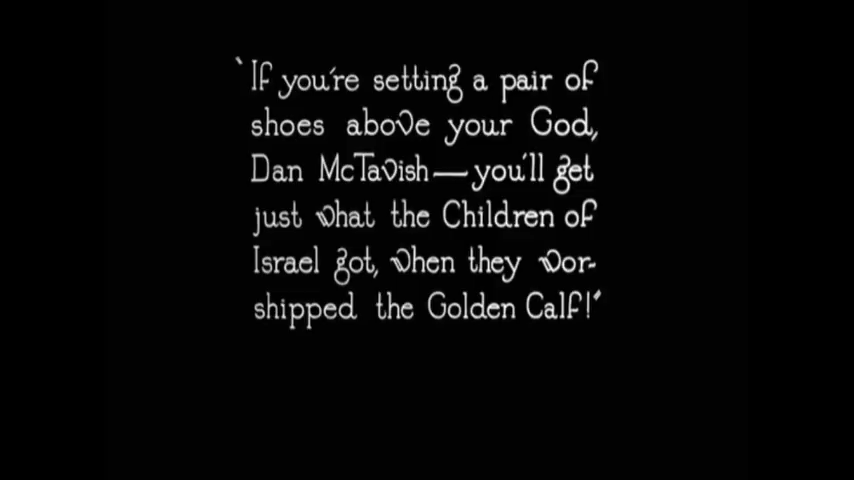 ‵If you're setting a pair of
shoes above your God,
Dan McTavish—you'll get
just what the Children of
Israel got, when they wor-
shipped the Golden Calf!′